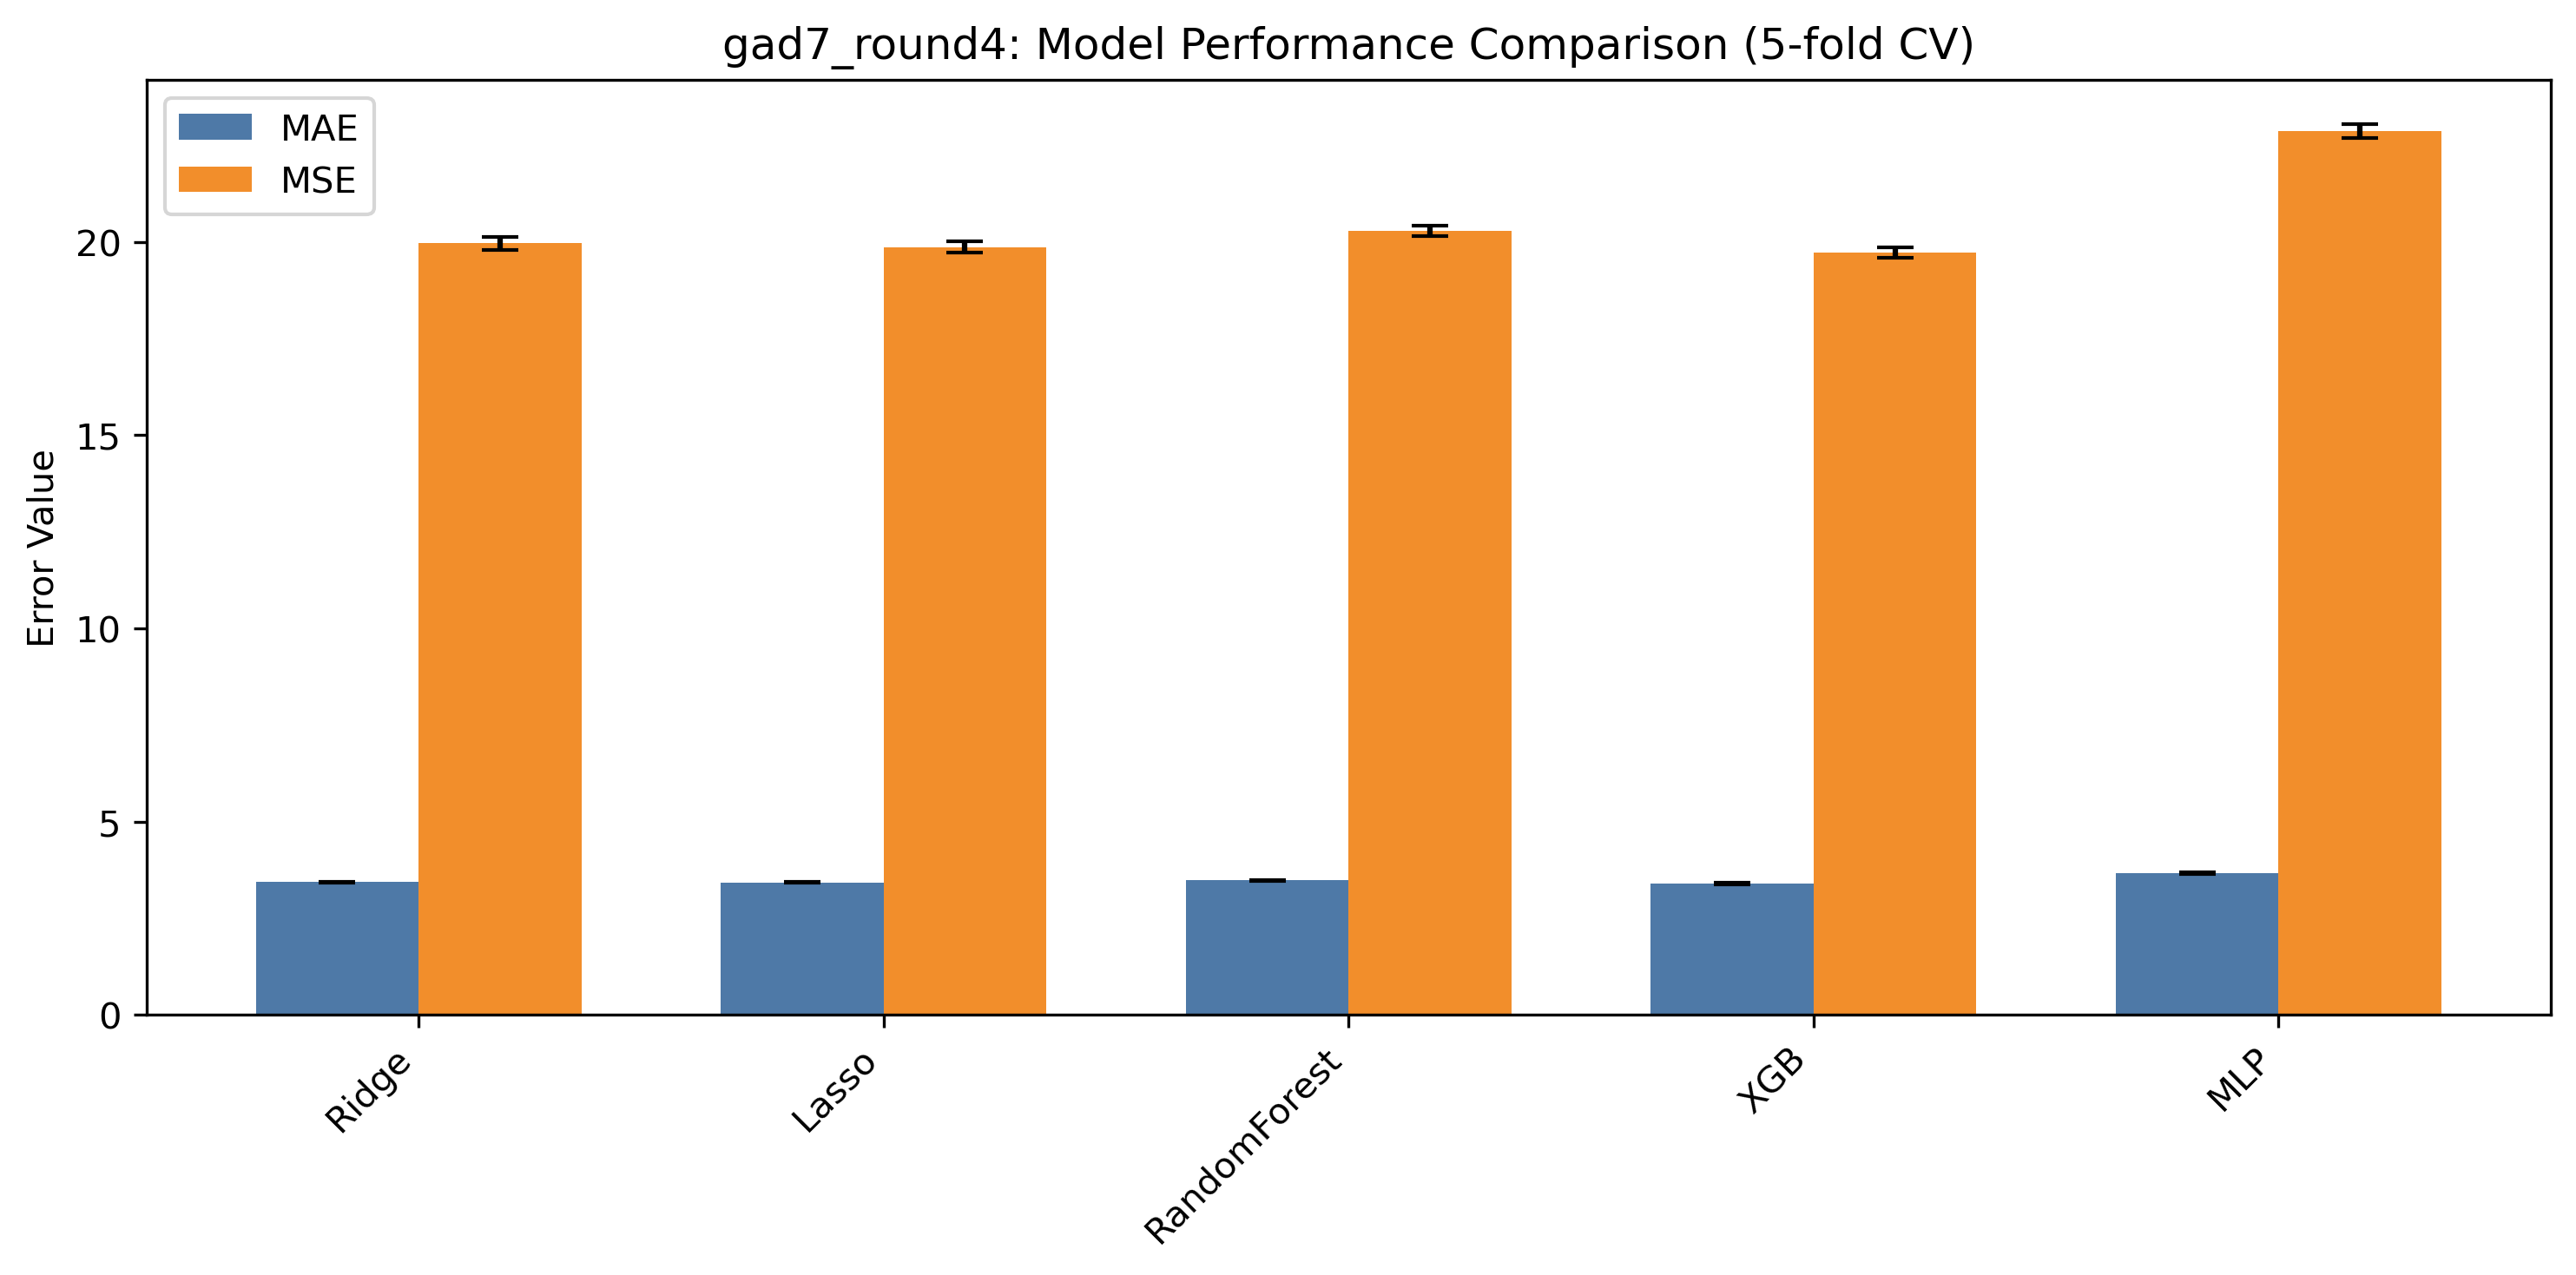 gad7_round4: Model Performance Comparison (5-fold CV)
MAE
MSE
Error Value
20
15
10
5
0
Ridge
Lasso
RandomForest
XGB
MLP